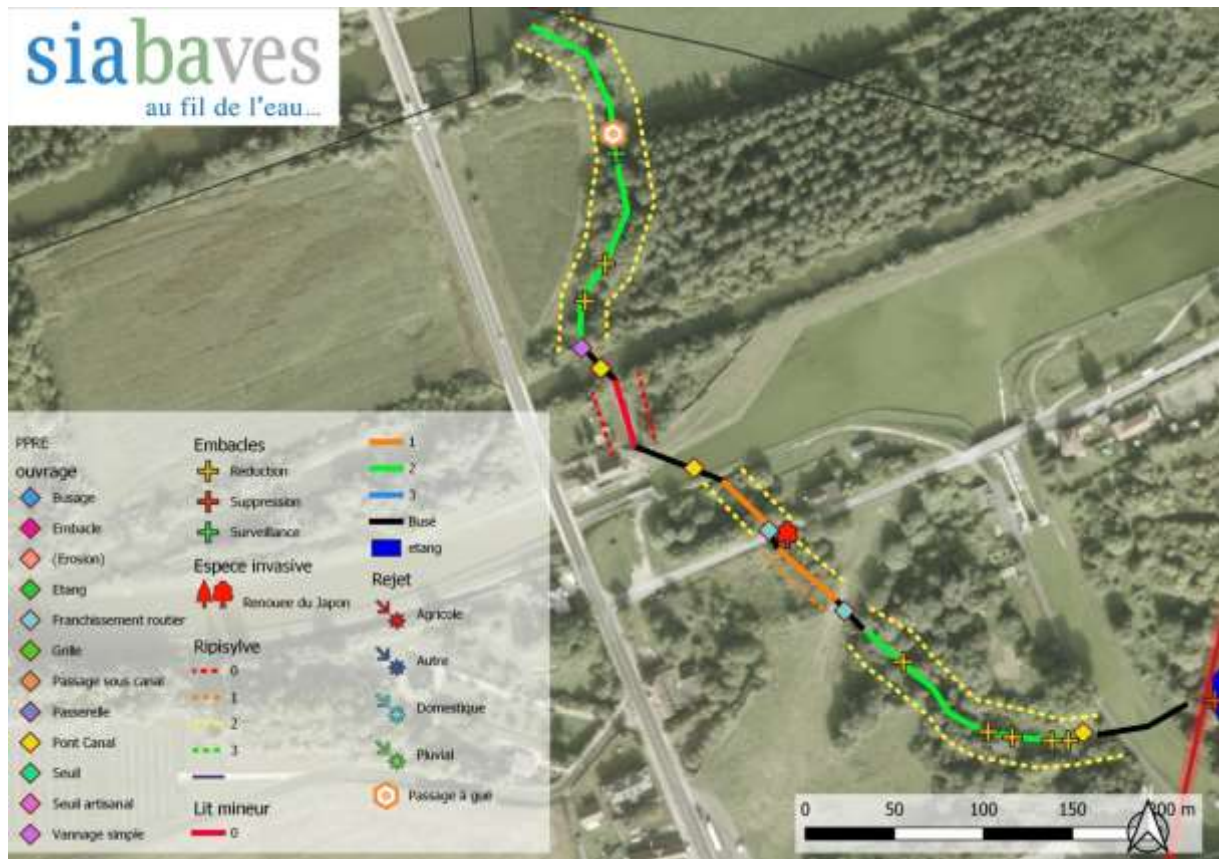 siabaves
au fil de l'eau...
PPRE
ouvrage
Busage
Embacle
(Erosion)
Etang
Franchissement routier
Grille
Passage sous canal
Passerelle
Pont Canal
Seuil
Seuil artisanal
Vannage simple
Embacles
Reduction
Suppression
Surveillance
Espece invasive
Renouee du Japon
Ripisylve
0
1
2
3
Lit mineur
0
1
2
3
Busé
etang
Rejet
Agricole
Autre
Domestique
Pluvial
Passage à gué
0 50 100 150 200 m